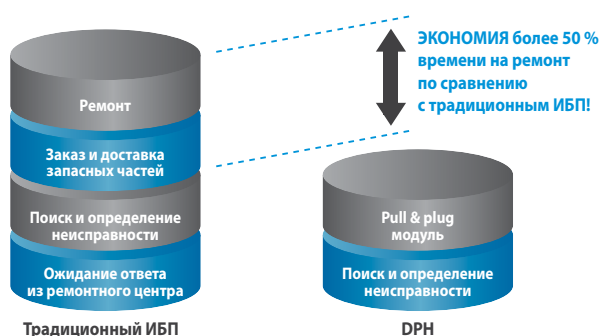 ЭКОНОМИЯ более 50 %
времени на ремонт
по сравнению
с традиционным ИБП!
Ремонт
Заказ и доставка
запасных частей
Поиск и определение
неисправности
Ожидание ответа
из ремонтного центра
Традиционный ИБП
Pull & plug
модуль
Поиск и определение
неисправности
DPH